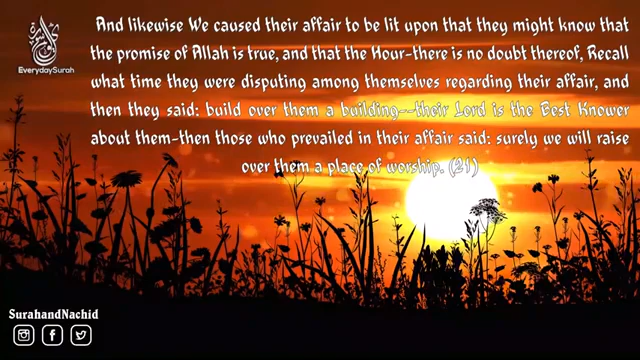 And likewise We caused their affair to be lit upon that they might know that
the promise of Allah is true, and that the Hour-there is no doubt thereof, Recall
what time they were disputing among themselves regarding their affair, and
then they said: build over them a building--their Lord is the Best Knower
about them-then those who prevailed in their affair said: surely we will raise
over them a place of worship. (21)
EverydaySurah
SurahandNachid